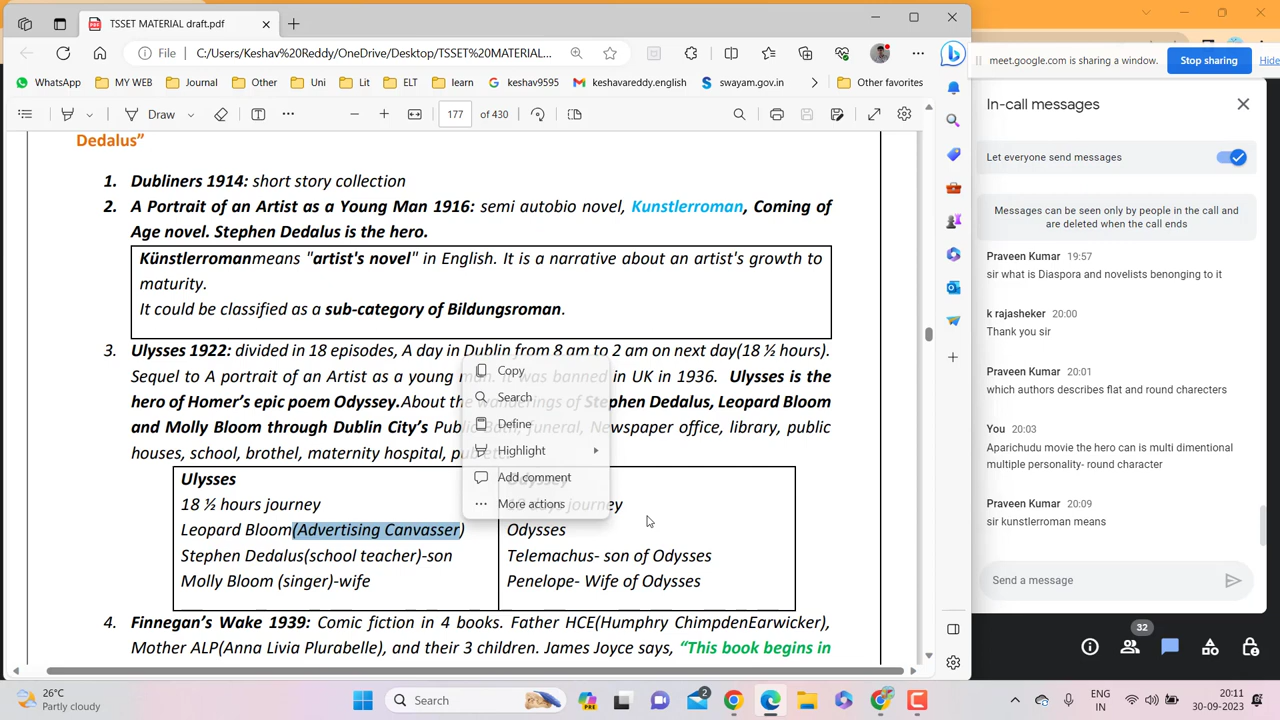 TSSET MATERIAL draft.pdf
File
C:/Users/Keshav%20Reddy/OneDrive/Desktop/TSSET%20MATERIAL...
WhatsApp
MY WEB
Journal
Othe
Uni
Lit
ELT
learn
keshav9595
keshavareddy.english
swayam.gov.in
Other favorites
Draw
177 of 430
Dedalus”
1. Dubliners 1914: short story collection
2. A Portrait of an Artist as a Young Man 1916: semi autobio novel, Kunstlerroman, Coming of
Age novel. Stephen Dedalus is the hero.
Künstlerromanmeans "artist's novel" in English. It is a narrative about an artist's growth to
maturity.
It could be classified as a sub-category of Bildungsroman.
3. Ulysses 1922: divided in 18 episodes, A day in Dublin from 8 am to 2 am on next day(18 ½ hours).
Sequel to A portrait of an Artist as a young man. It was banned in UK in 1936. Ulysses is the
hero of Homer’s epic poem Odyssey.About the wanderings of Stephen Dedalus, Leopard Bloom
and Molly Bloom through Dublin City’s Public Bath, funeral, Newspaper office, library, public
houses, school, brothel, maternity hospital,
Copy
Search
Define
Highlight
Add comment
More actions
Ulysses
18 ½ hours journey
Leopard Bloom(Advertising Canvasser)
Stephen Dedalus(school teacher)-son
Molly Bloom (singer)-wife
Odyssey
journey
Odysses
Telemachus- son of Odysses
Penelope- Wife of Odysses
4. Finnegan’s Wake 1939: Comic fiction in 4 books. Father HCE(Humphry ChimpdenEarwicker),
Mother ALP(Anna Livia Plurabelle), and their 3 children. James Joyce says, “This book begins in
meet.google.com is sharing a window.
Stop sharing
Hide
In-call messages
Let everyone send messages
Messages can be seen only by people in the call and
are deleted when the call ends
Praveen Kumar 19:57
sir what is Diaspora and novelists benonging to it
k rajasheker 20:00
Thank you sir
Praveen Kumar 20:01
which authors describes flat and round charecters
You 20:03
Aparichudu movie the hero can is multi dimentional
multiple personality- round character
Praveen Kumar 20:09
sir kunstlerroman means
Send a message
32
26°C
Partly cloudy
Search
PRE
2
ENG
IN
20:11
30-09-2023